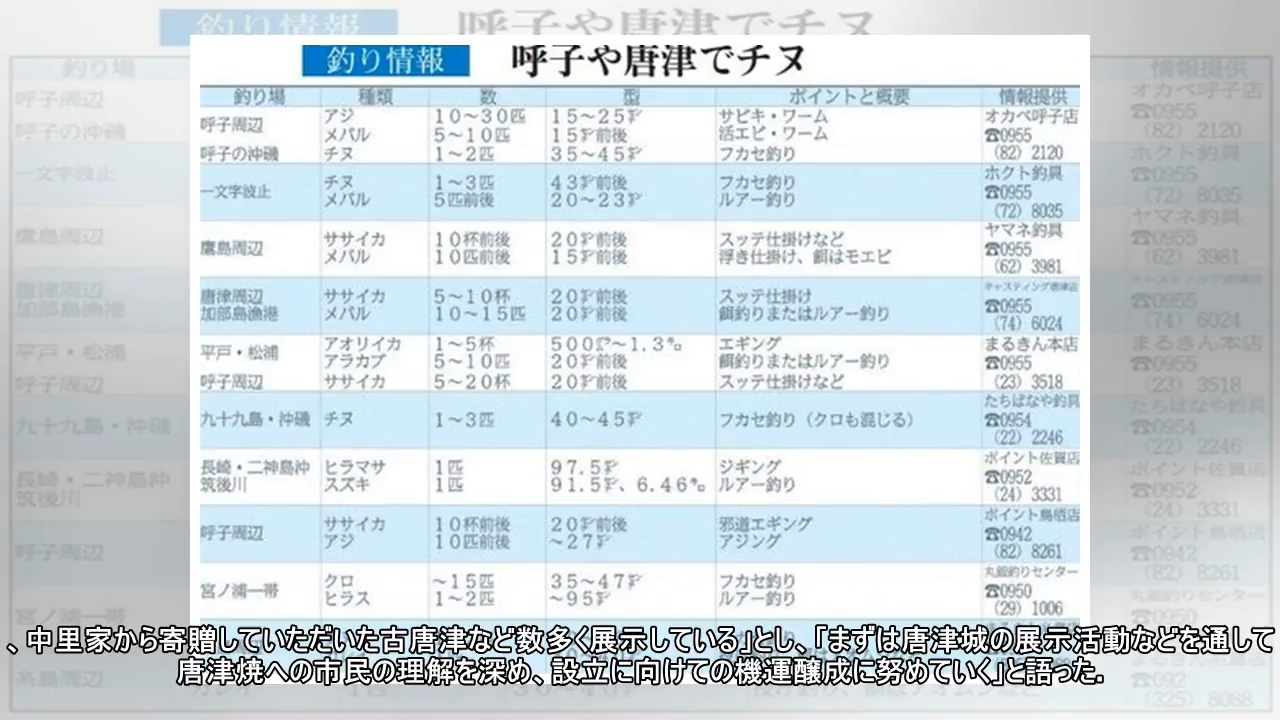 釣り情報 呼子や唐津でチヌ
釣り場 種類 数 型 ポイントと概要 情報提供
呼子周辺 アジ 10〜30匹 15〜25㌢ サビキ・ワーム オカベ呼子店
メバル 5〜10匹 15㌢前後 活エビ・ワーム ☎0955
呼子の沖磯 チヌ 1〜2匹 35〜45㌢ フカセ釣り (82) 2120
一文字波止 チヌ 1〜3匹 43㌢前後 フカセ釣り ホクト釣具
メバル 5匹前後 20〜23㌢ ルアー釣り ☎0955
(72) 8035
鷹島周辺 ササイカ 10杯前後 20㌢前後 スッテ仕掛けなど ヤマネ釣具
メバル 10匹前後 15㌢前後 浮き仕掛け、餌はモエビ ☎0955
(62) 3981
唐津周辺 ササイカ 5〜10杯 20㌢前後 スッテ仕掛け キャスティング唐津店
加部島漁港 メバル 10〜15匹 20㌢前後 餌釣りまたはルアー釣り ☎0955
(74) 6024
平戸・松浦 アオリイカ 1〜5杯 500㌘〜1.3㌔ エギング まるきん本店
アラカブ 5〜10匹 20㌢前後 餌釣りまたはルアー釣り ☎0955
呼子周辺 ササイカ 5〜20杯 20㌢前後 スッテ仕掛けなど (23) 3518
九十九島・沖磯 チヌ 1〜3匹 40〜45㌢ フカセ釣り（クロも混じる） たちばなや釣具
☎0954
(22) 2246
長崎・二神島沖 ヒラマサ 1匹 97.5㌢ ジギング ポイント佐賀店
筑後川 スズキ 1匹 91.5㌢、6.46㌔ ルアー釣り ☎0952
(24) 3331
呼子周辺 ササイカ 10杯前後 20㌢前後 邪道エギング ポイント鳥栖店
アジ 10匹前後 〜27㌢ アジング ☎0942
(82) 8261
宮ノ浦一帯 クロ 〜15匹 35〜47㌢ フカセ釣り 丸銀釣りセンター
ヒラス 1〜2匹 〜95㌢ ルアー釣り ☎0950
(29) 1006
、中里家から寄贈していただいた古唐津など数多く展示している」とし、「まずは唐津城の展示活動などを通して
唐津焼への市民の理解を深め、設立に向けての機運醸成に努めていく」と語った.